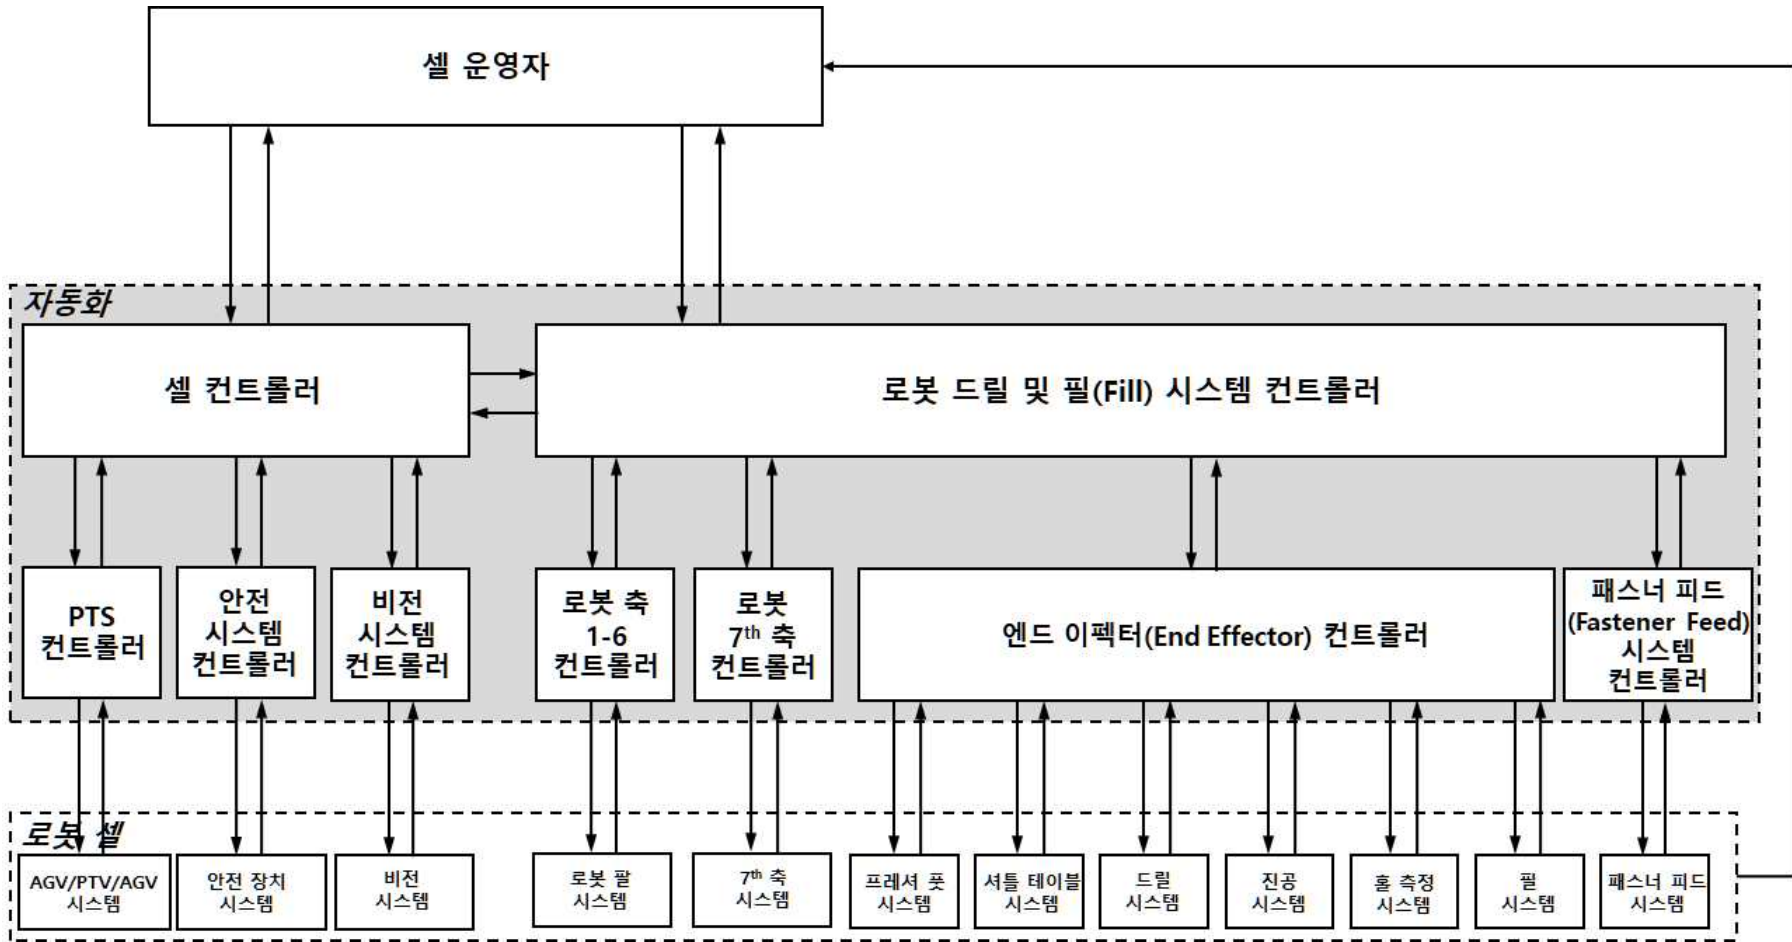 셀 운영자
자동화
셀 컨트롤러
로봇 드릴 및 필(Fill) 시스템 컨트롤러
PTS
컨트롤러
안전
시스템
컨트롤러
비전
시스템
컨트롤러
로봇 축
1-6
컨트롤러
로봇
7th 축
컨트롤러
엔드 이펙터(End Effector) 컨트롤러
패스너 피드
(Fastener Feed)
시스템
컨트롤러
로봇 셀
AGV/PTV/AGV
시스템
안전 장치
시스템
비전
시스템
로봇 팔
시스템
7th 축
시스템
프레셔 풋
시스템
셔틀 테이블
시스템
드릴
시스템
진공
시스템
홀 측정
시스템
필
시스템
패스너 피드
시스템